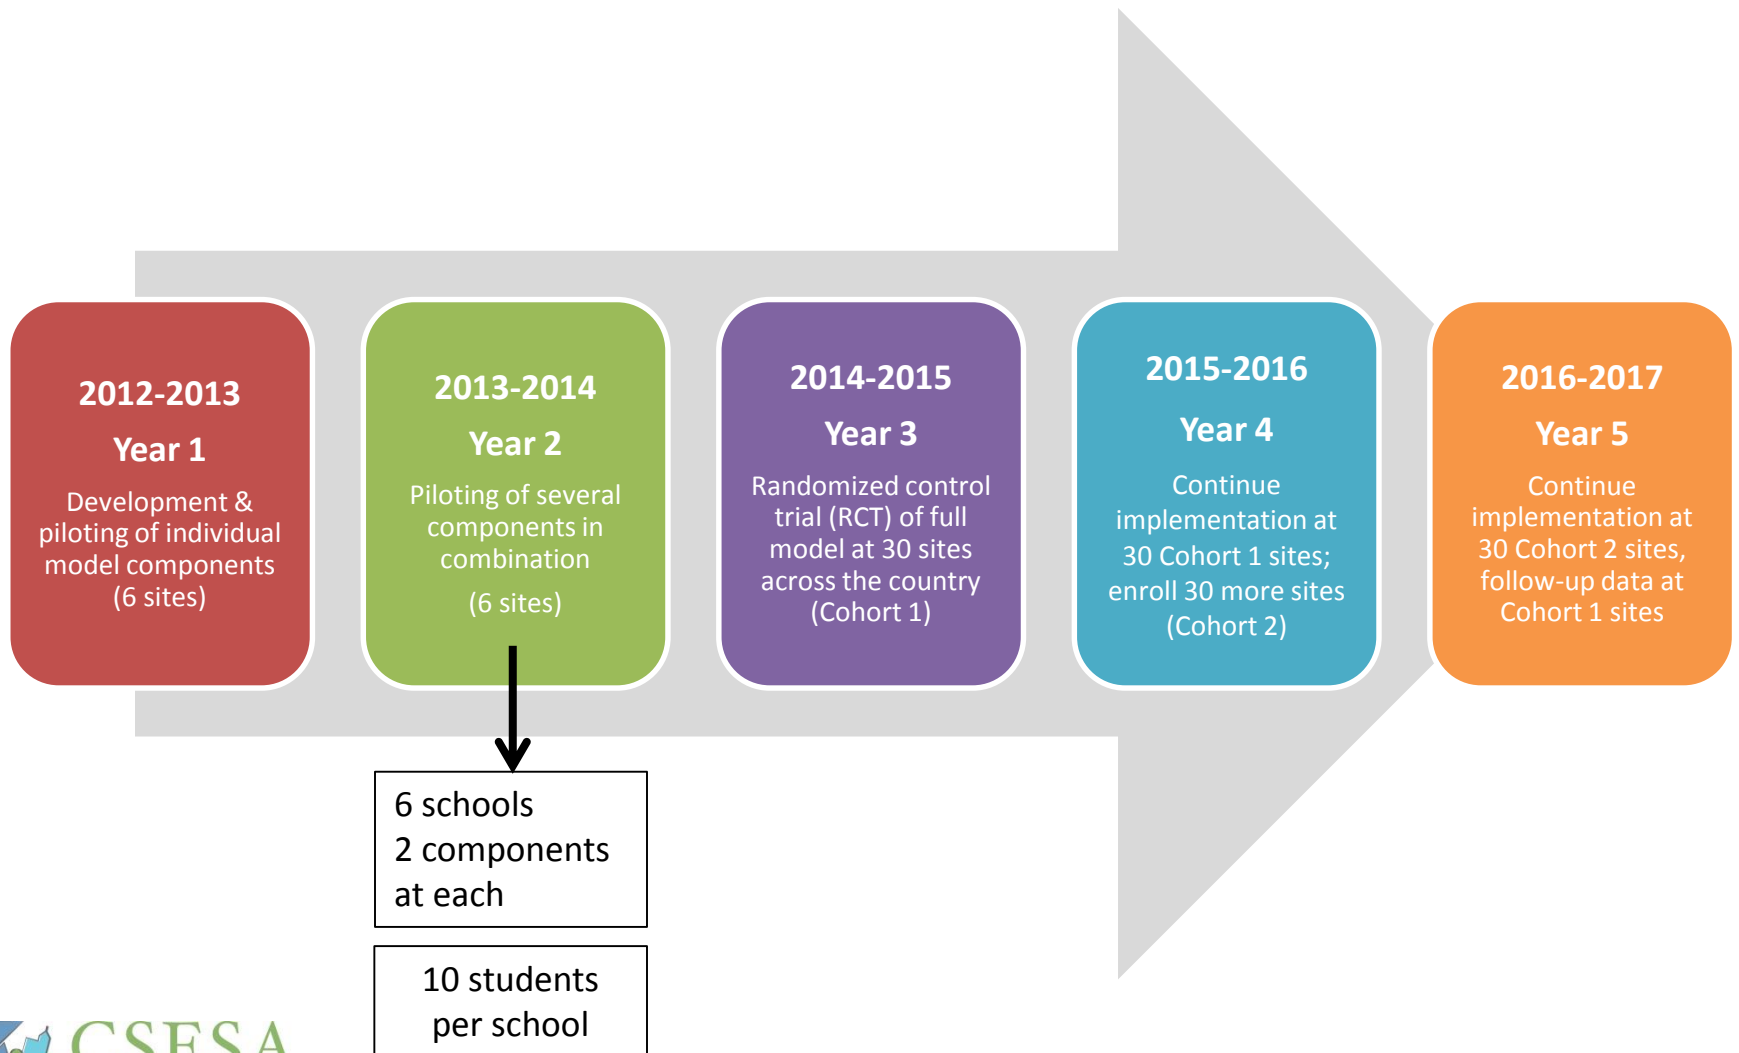 2012-2013
Year 1
Development &
piloting of individual
model components
(6 sites)
2013-2014
Year 2
Piloting of several
components in
combination
(6 sites)
2014-2015
Year 3
Randomized control
trial (RCT) of full
model at 30 sites
across the country
(Cohort 1)
2015-2016
Year 4
Continue
implementation at
30 Cohort 1 sites;
enroll 30 more sites
(Cohort 2)
2016-2017
Year 5
Continue
implementation at
30 Cohort 2 sites,
follow-up data at
Cohort 1 sites
6 schools
2 components
at each
10 students
per school
CSESA